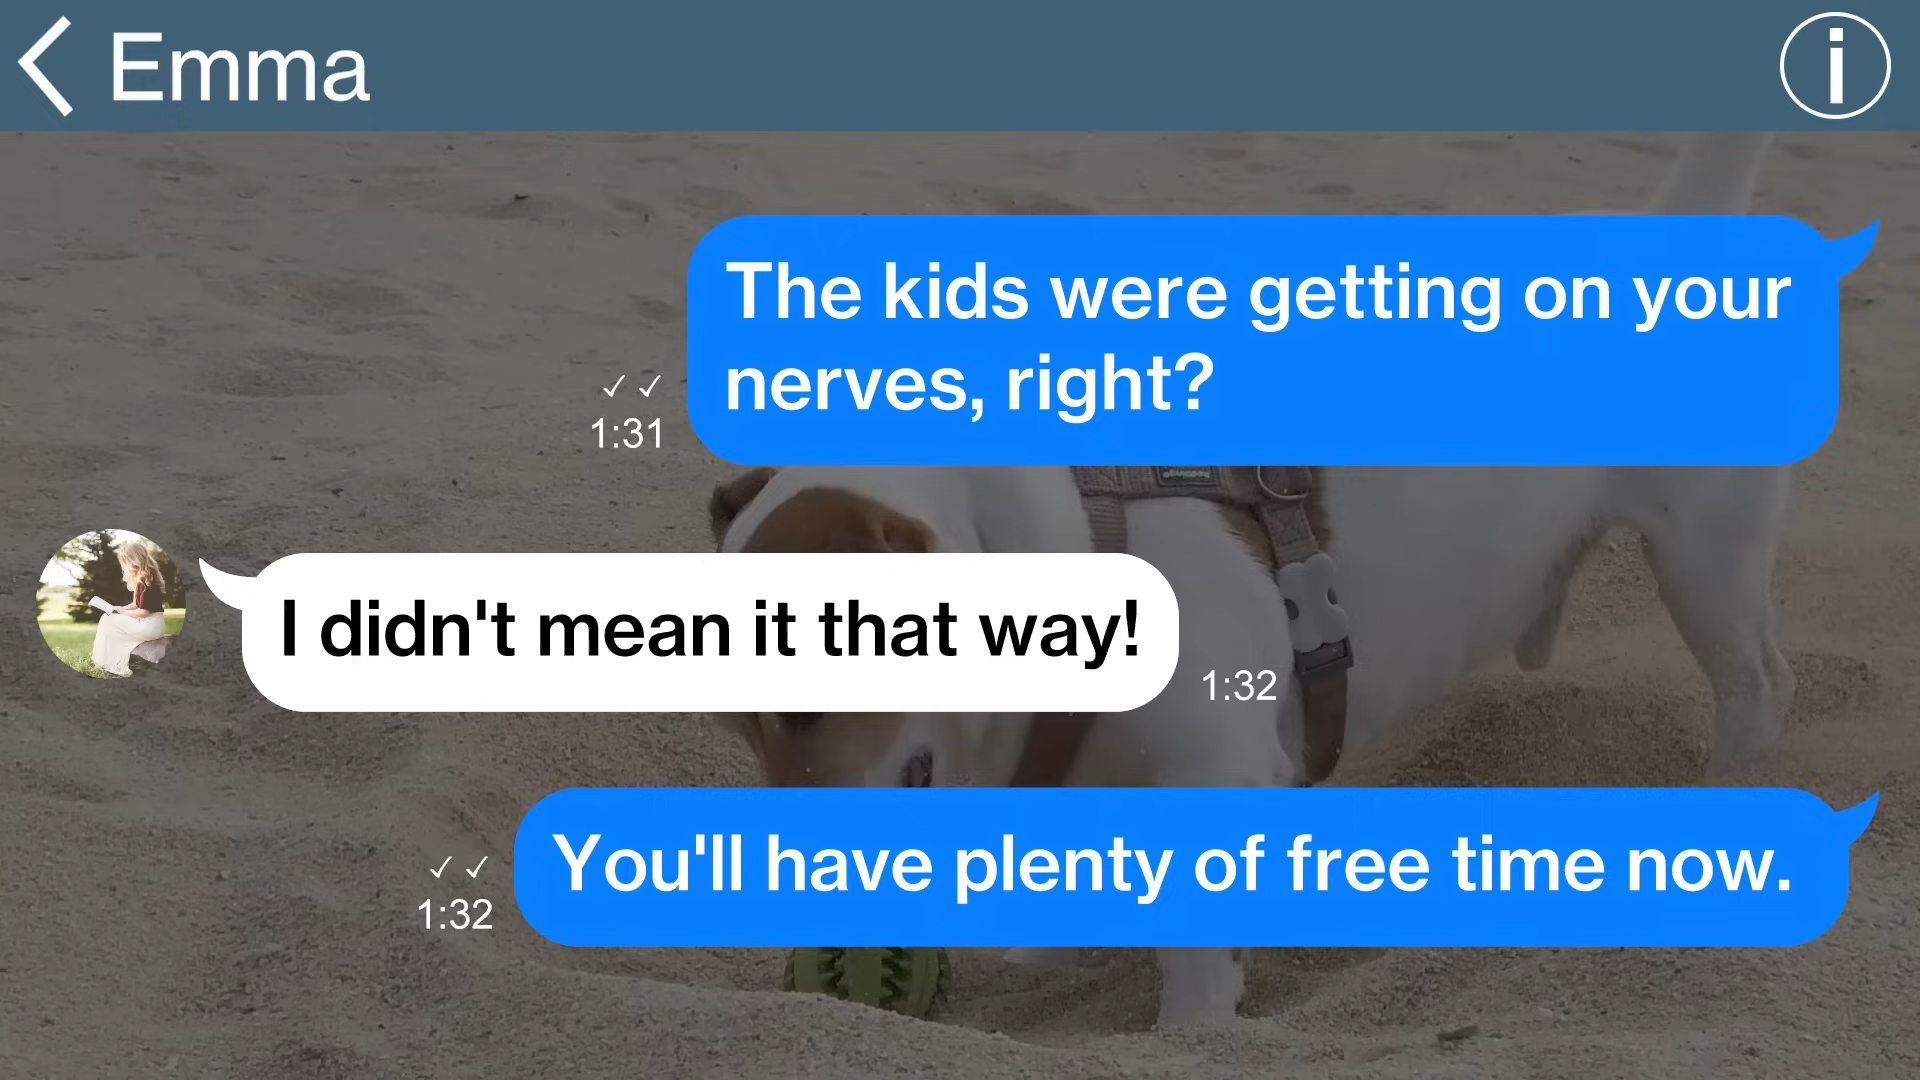 Emma
The kids were getting on your
nerves, right?
✓ ✓
1:31
I didn't mean it that way!
1:32
You'll have plenty of free time now.
✓ ✓
1:32